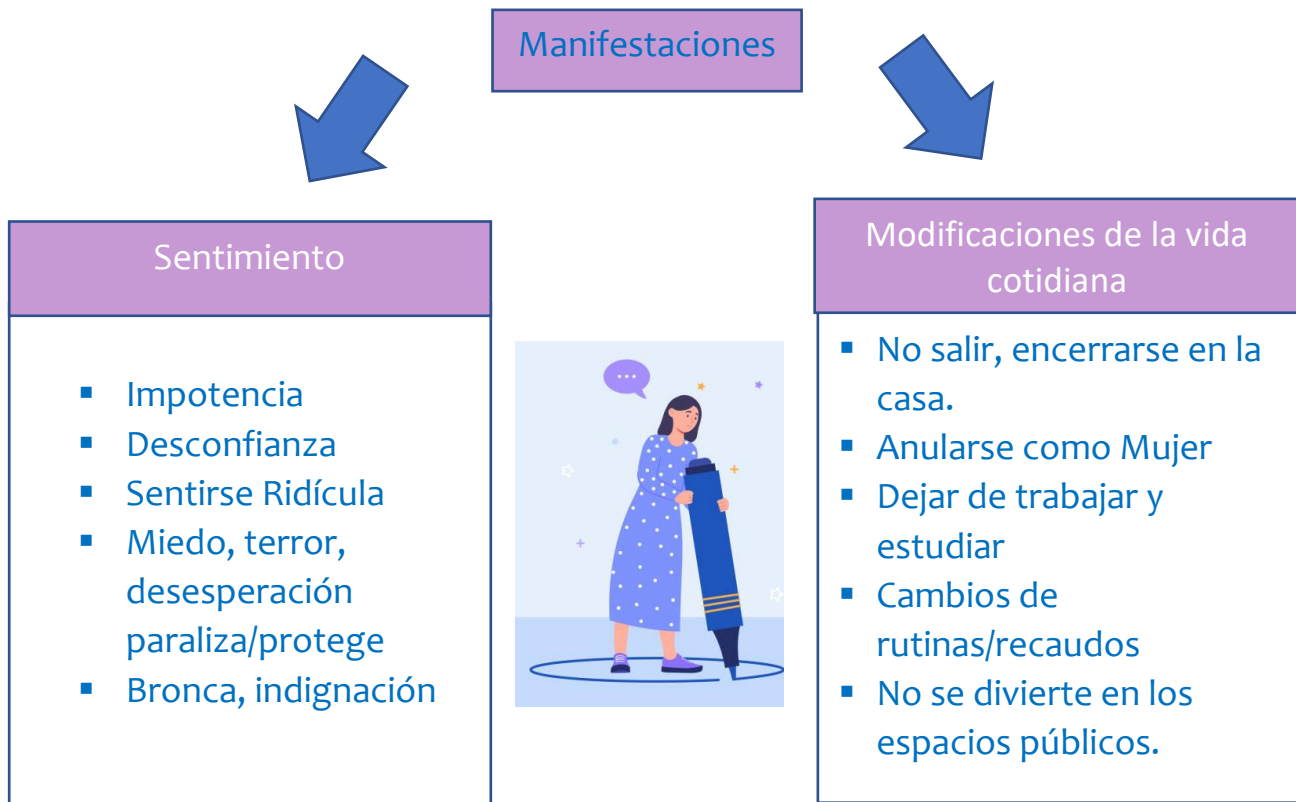 Manifestaciones
Sentimiento
▪ Impotencia
▪ Desconfianza
▪ Sentirse Ridícula
▪ Miedo, terror,
desesperación
paraliza/protege
▪ Bronca, indignación
Modificaciones de la vida
cotidiana
▪ No salir, encerrarse en la
casa.
▪ Anularse como Mujer
▪ Dejar de trabajar y
estudiar
▪ Cambios de
rutinas/recaudos
▪ No se divierte en los
espacios públicos.